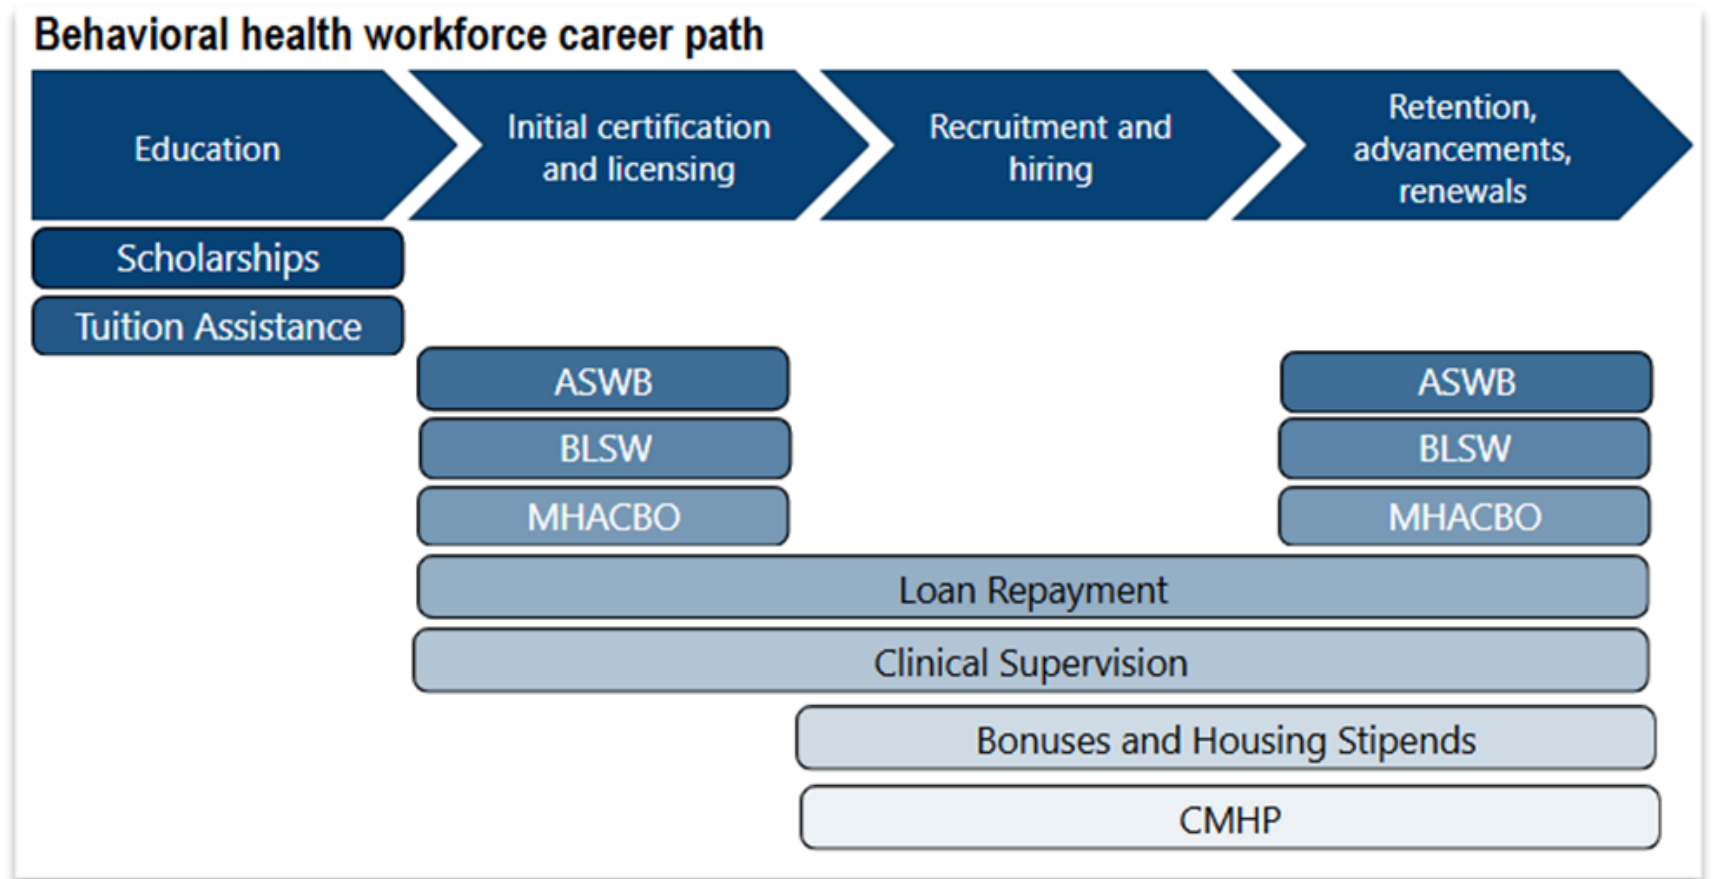 Behavioral health workforce career path
Education
Initial certification
and licensing
Recruitment and
hiring
Retention,
advancements,
renewals
Scholarships
Tuition Assistance
ASWB
ASWB
BLSW
BLSW
MHACBO
MHACBO
Loan Repayment
Clinical Supervision
Bonuses and Housing Stipends
CMHP